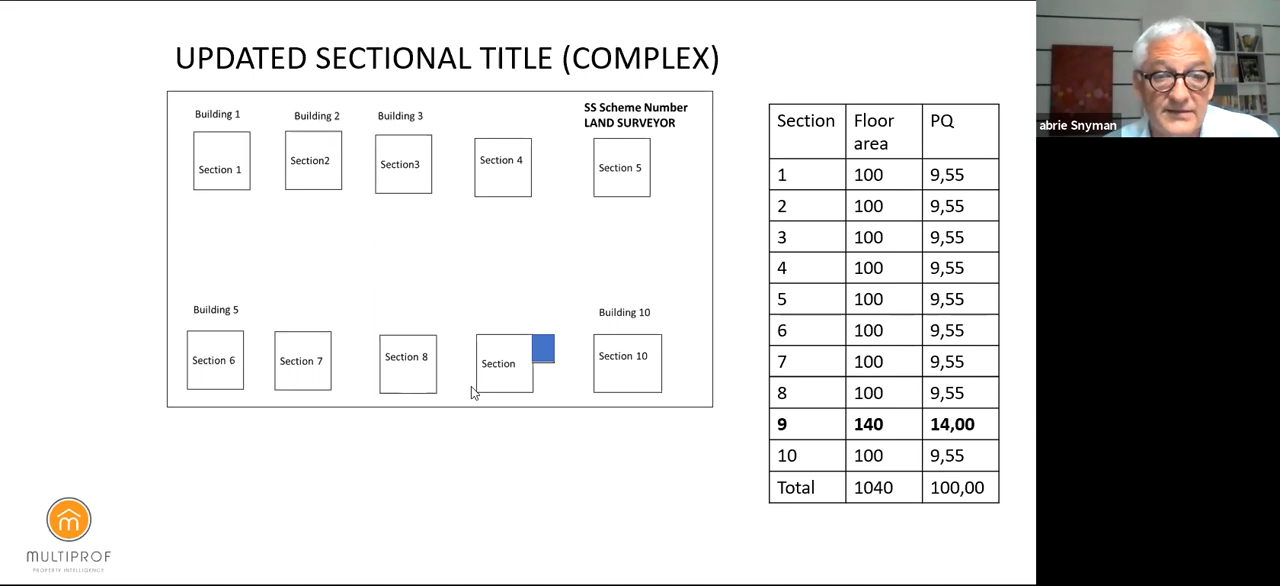 UPDATED SECTIONAL TITLE (COMPLEX)
SS Scheme Number
LAND SURVEYOR
Building 1
Building 2
Building 3
Section 1
Section2
Section3
Section 4
Section 5
Building 5
Building 10
Section 6
Section 7
Section 8
Section
Section 10
Section Floor area PQ
1 100 9,55
2 100 9,55
3 100 9,55
4 100 9,55
5 100 9,55
6 100 9,55
7 100 9,55
8 100 9,55
9 140 14,00
10 100 9,55
Total 1040 100,00
abrie Snyman
MULTIPROF
PROPERTY INTELLIGENCE